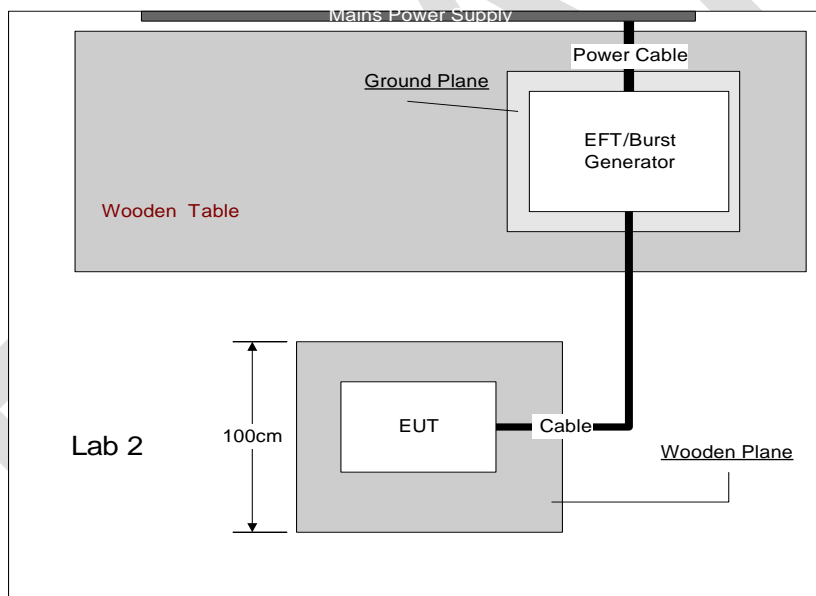 Mains Power Supply
Power Cable
Ground Plane
EFT/Burst
Generator
Wooden Table
EUT
Cable
100cm
Lab 2
Wooden Plane